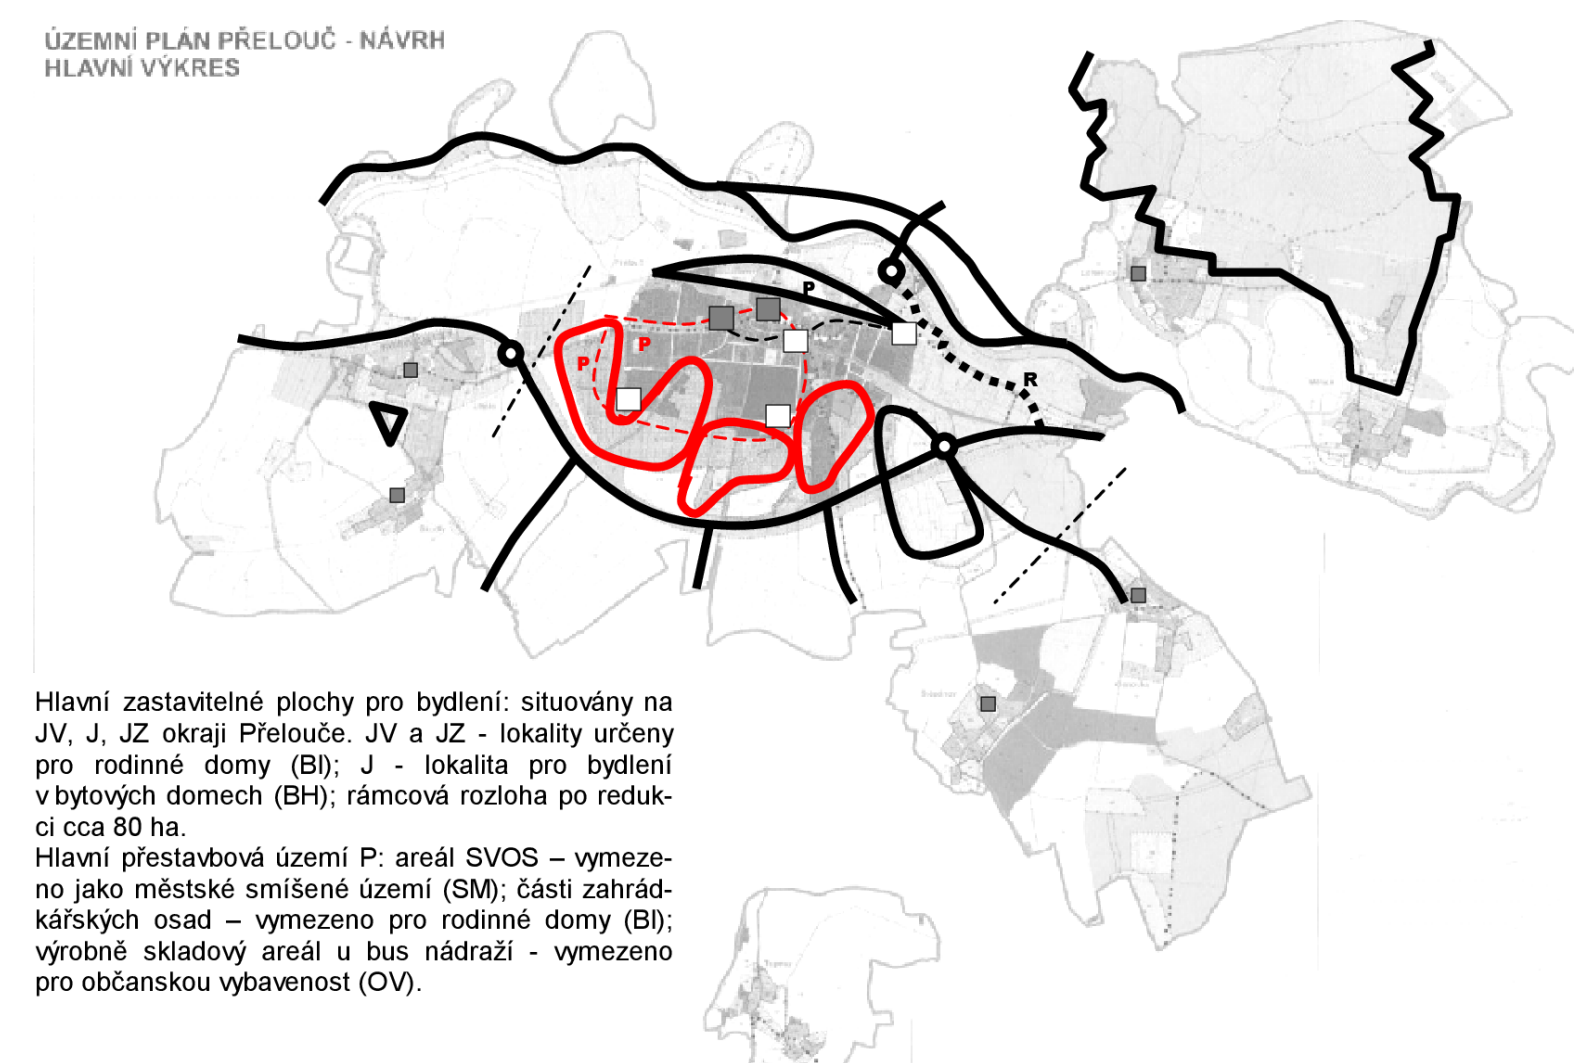 ÚZEMNÍ PLÁN PŘELOUČ - NÁVRH
HLAVNÍ VÝKRES
P
P
P
R
Hlavní zastavitelné plochy pro bydlení: situovány na
JV, J, JZ okraji Přelouče. JV a JZ - lokality určeny
pro rodinné domy (BI); J - lokalita pro bydlení
v bytových domech (BH); rámcová rozloha po reduk-
ci cca 80 ha.
Hlavní přestavbová území P: areál SVOS – vymeze-
no jako městské smíšené území (SM); části zahrád-
kářských osad – vymezeno pro rodinné domy (BI);
výrobně skladový areál u bus nádraží - vymezeno
pro občanskou vybavenost (OV).